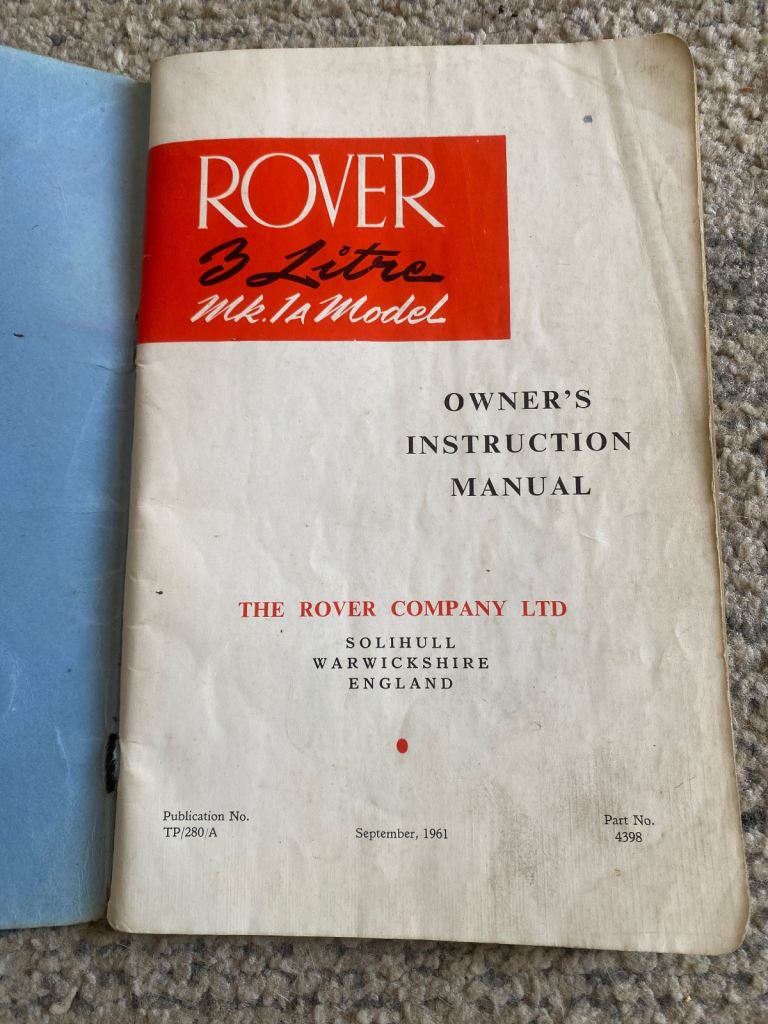 ROVER
3 Litre
Mk.1A Model
OWNER'S
INSTRUCTION
MANUAL
THE ROVER COMPANY LTD
SOLIHULL
WARWICKSHIRE
ENGLAND
Publication No.
TP/280/A
September, 1961
Part No.
4398